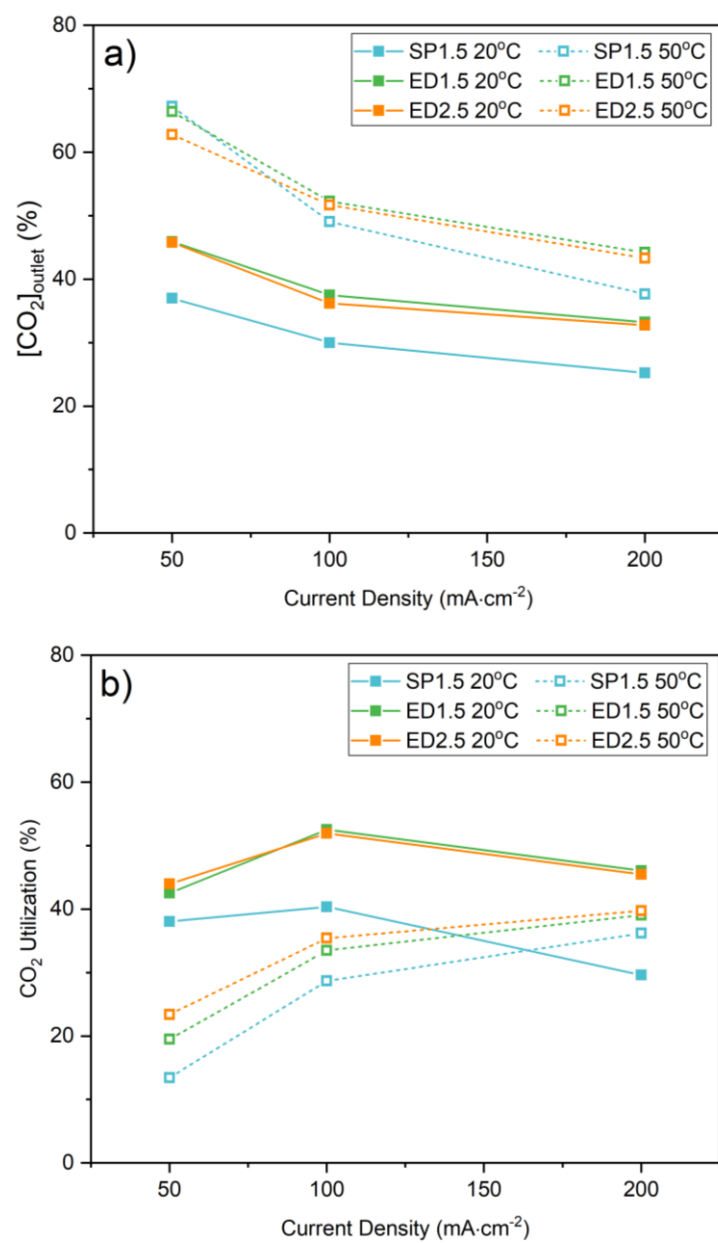 a)
SP1.5 20°C SP1.5 50°C
ED1.5 20°C ED1.5 50°C
ED2.5 20°C ED2.5 50°C
80
60
40
20
0
[CO₂]outlet (%)
50 100 150 200
Current Density (mA·cm⁻²)
b)
SP1.5 20°C SP1.5 50°C
ED1.5 20°C ED1.5 50°C
ED2.5 20°C ED2.5 50°C
80
60
40
20
0
CO₂ Utilization (%)
50 100 150 200
Current Density (mA·cm⁻²)